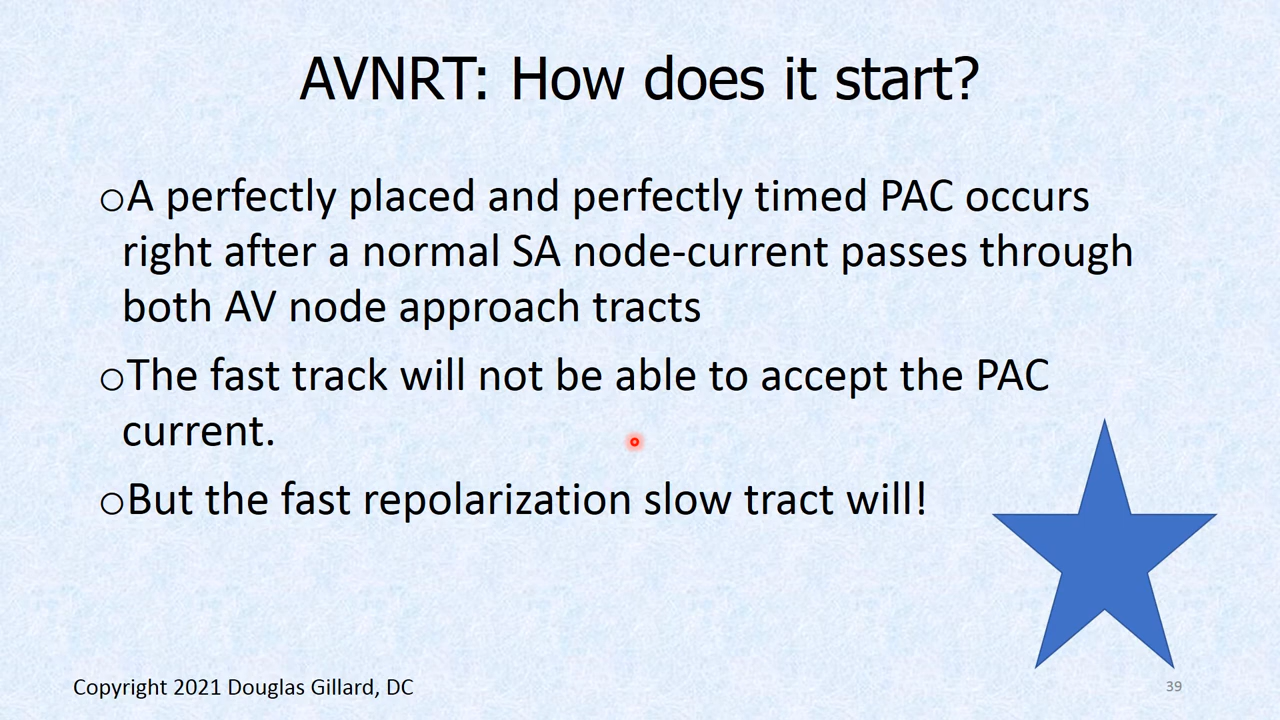 AVNRT: How does it start?
oA perfectly placed and perfectly timed PAC occurs
right after a normal SA node-current passes through
both AV node approach tracts
oThe fast track will not be able to accept the PAC
current.
oBut the fast repolarization slow tract will!
Copyright 2021 Douglas Gillard, DC
39